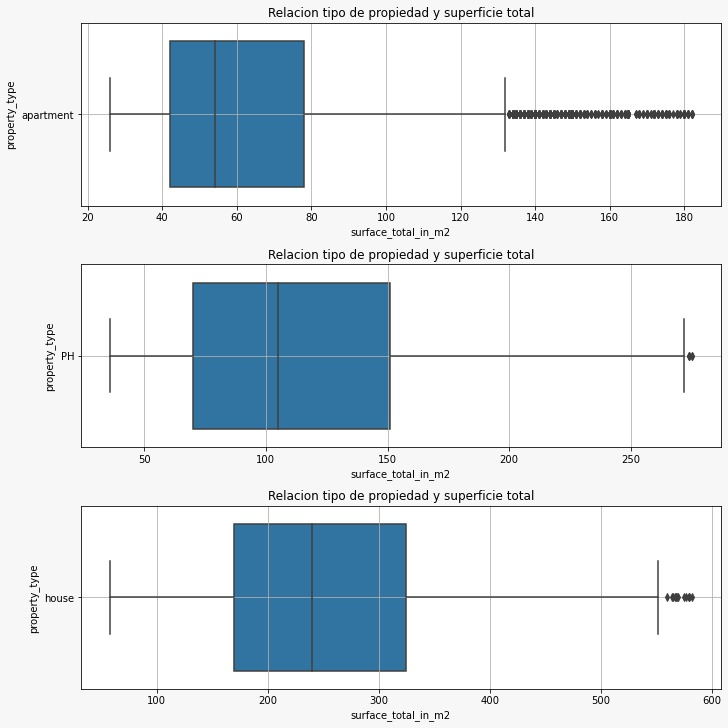 Relacion tipo de propiedad y superficie total
property_type
apartment
20 40 60 80 100 120 140 160 180
surface_total_in_m2
Relacion tipo de propiedad y superficie total
property_type
PH
50 100 150 200 250
surface_total_in_m2
Relacion tipo de propiedad y superficie total
property_type
house
100 200 300 400 500 600
surface_total_in_m2